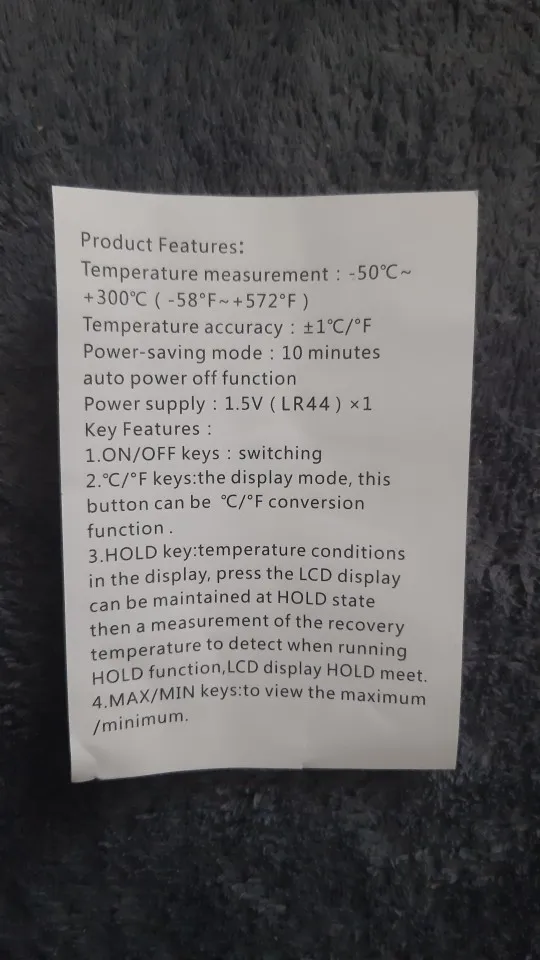 Product Features:
Temperature measurement : -50℃~
+300℃ ( -58°F~+572°F )
Temperature accuracy : ±1℃/°F
Power-saving mode : 10 minutes
auto power off function
Power supply : 1.5V ( LR44 ) ×1
Key Features :
1.ON/OFF keys : switching
2.℃/°F keys:the display mode, this
button can be ℃/°F conversion
function .
3.HOLD key:temperature conditions
in the display, press the LCD display
can be maintained at HOLD state
then a measurement of the recovery
temperature to detect when running
HOLD function,LCD display HOLD meet.
4.MAX/MIN keys:to view the maximum
/minimum.